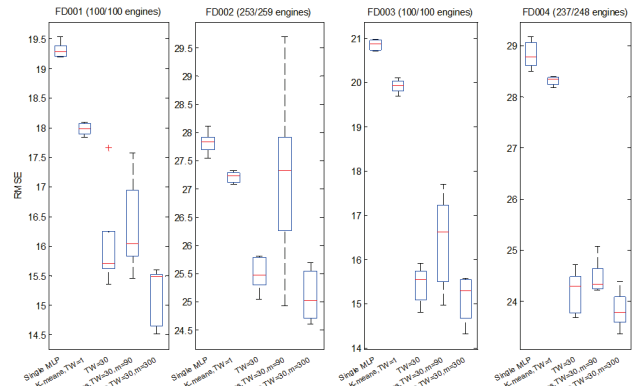 FD001 (100/100 engines)
FD002 (253/259 engines)
FD003 (100/100 engines)
FD004 (237/248 engines)
RMSE
19.5
19
18.5
18
17.5
17
16.5
16
15.5
15
14.5
29.5
29
28.5
28
27.5
27
26.5
26
25.5
25
24.5
21
20
19
18
17
16
15
14
29
28
27
26
25
24
Single MLP
K-means,TW=1
TW=30
TW=30,m=90
TW=30,m=300
Single MLP
K-means,TW=1
TW=30
TW=30,m=90
TW=30,m=300
Single MLP
K-means,TW=1
TW=30
TW=30,m=90
TW=30,m=300
Single MLP
K-means,TW=1
TW=30
TW=30,m=90
TW=30,m=300